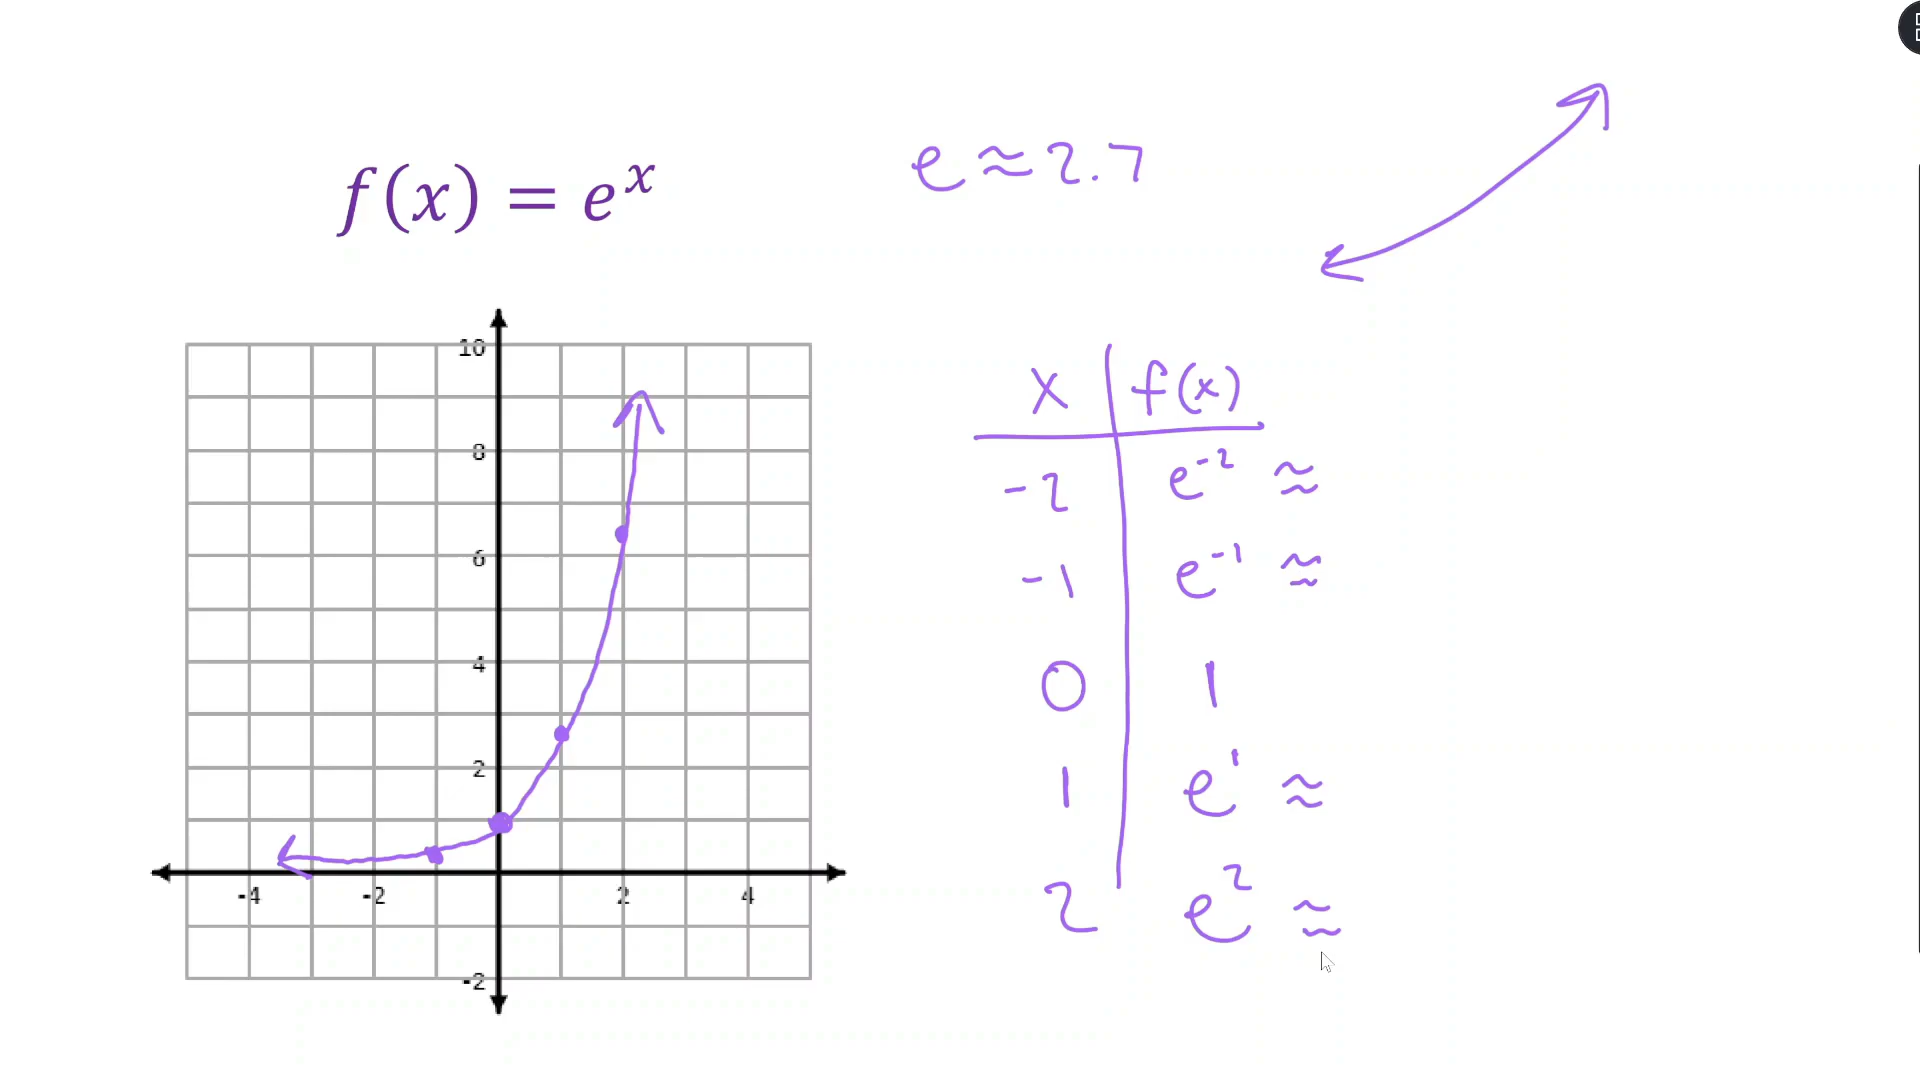 e ≈ 2.7
f(x) = e^x
x | f(x)
-2 | e^-2 ≈
-1 | e^-1 ≈
0 | 1
1 | e^1 ≈
2 | e^2 ≈
10
8
6
4
2
-4 -2 2 4
-2